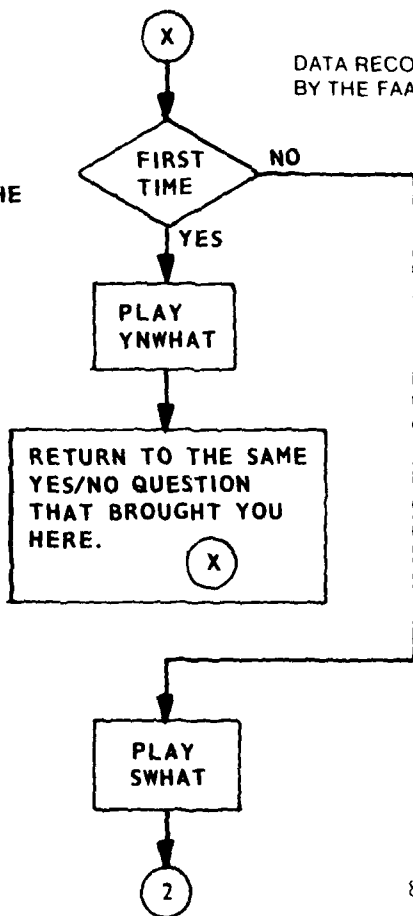 X
DATA RECO
BY THE FAA
FIRST
TIME
NO
HE
YES
PLAY
YNWHAT
RETURN TO THE SAME
YES/NO QUESTION
THAT BROUGHT YOU
HERE.
X
PLAY
SWHAT
2